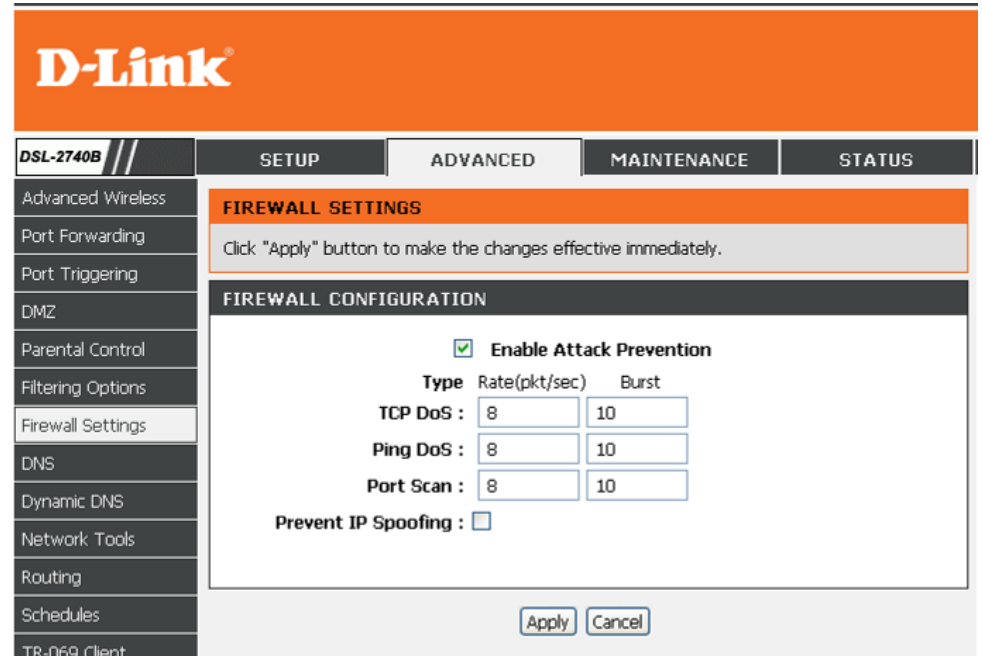 D-Link®
DSL-2740B
SETUP
ADVANCED
MAINTENANCE
STATUS
Advanced Wireless
Port Forwarding
Port Triggering
DMZ
Parental Control
Filtering Options
Firewall Settings
DNS
Dynamic DNS
Network Tools
Routing
Schedules
TR-069 Client
FIREWALL SETTINGS
Click "Apply" button to make the changes effective immediately.
FIREWALL CONFIGURATION
Enable Attack Prevention
Type Rate(pkt/sec) Burst
TCP DoS : 8 10
Ping DoS : 8 10
Port Scan : 8 10
Prevent IP Spoofing :
Apply Cancel